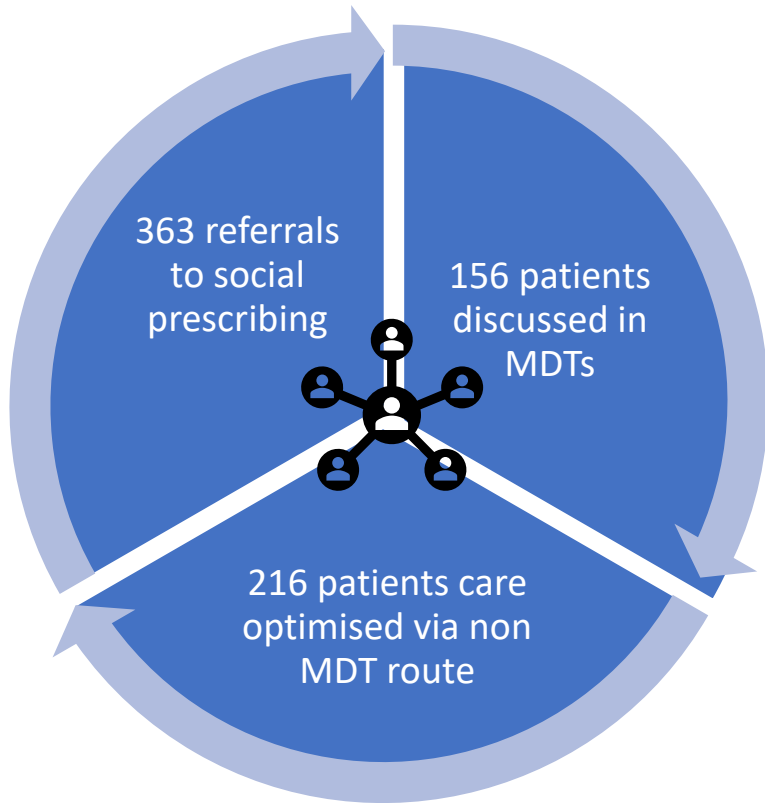 363 referrals
to social
prescribing
156 patients
discussed in
MDTs
216 patients care
optimised via non
MDT route